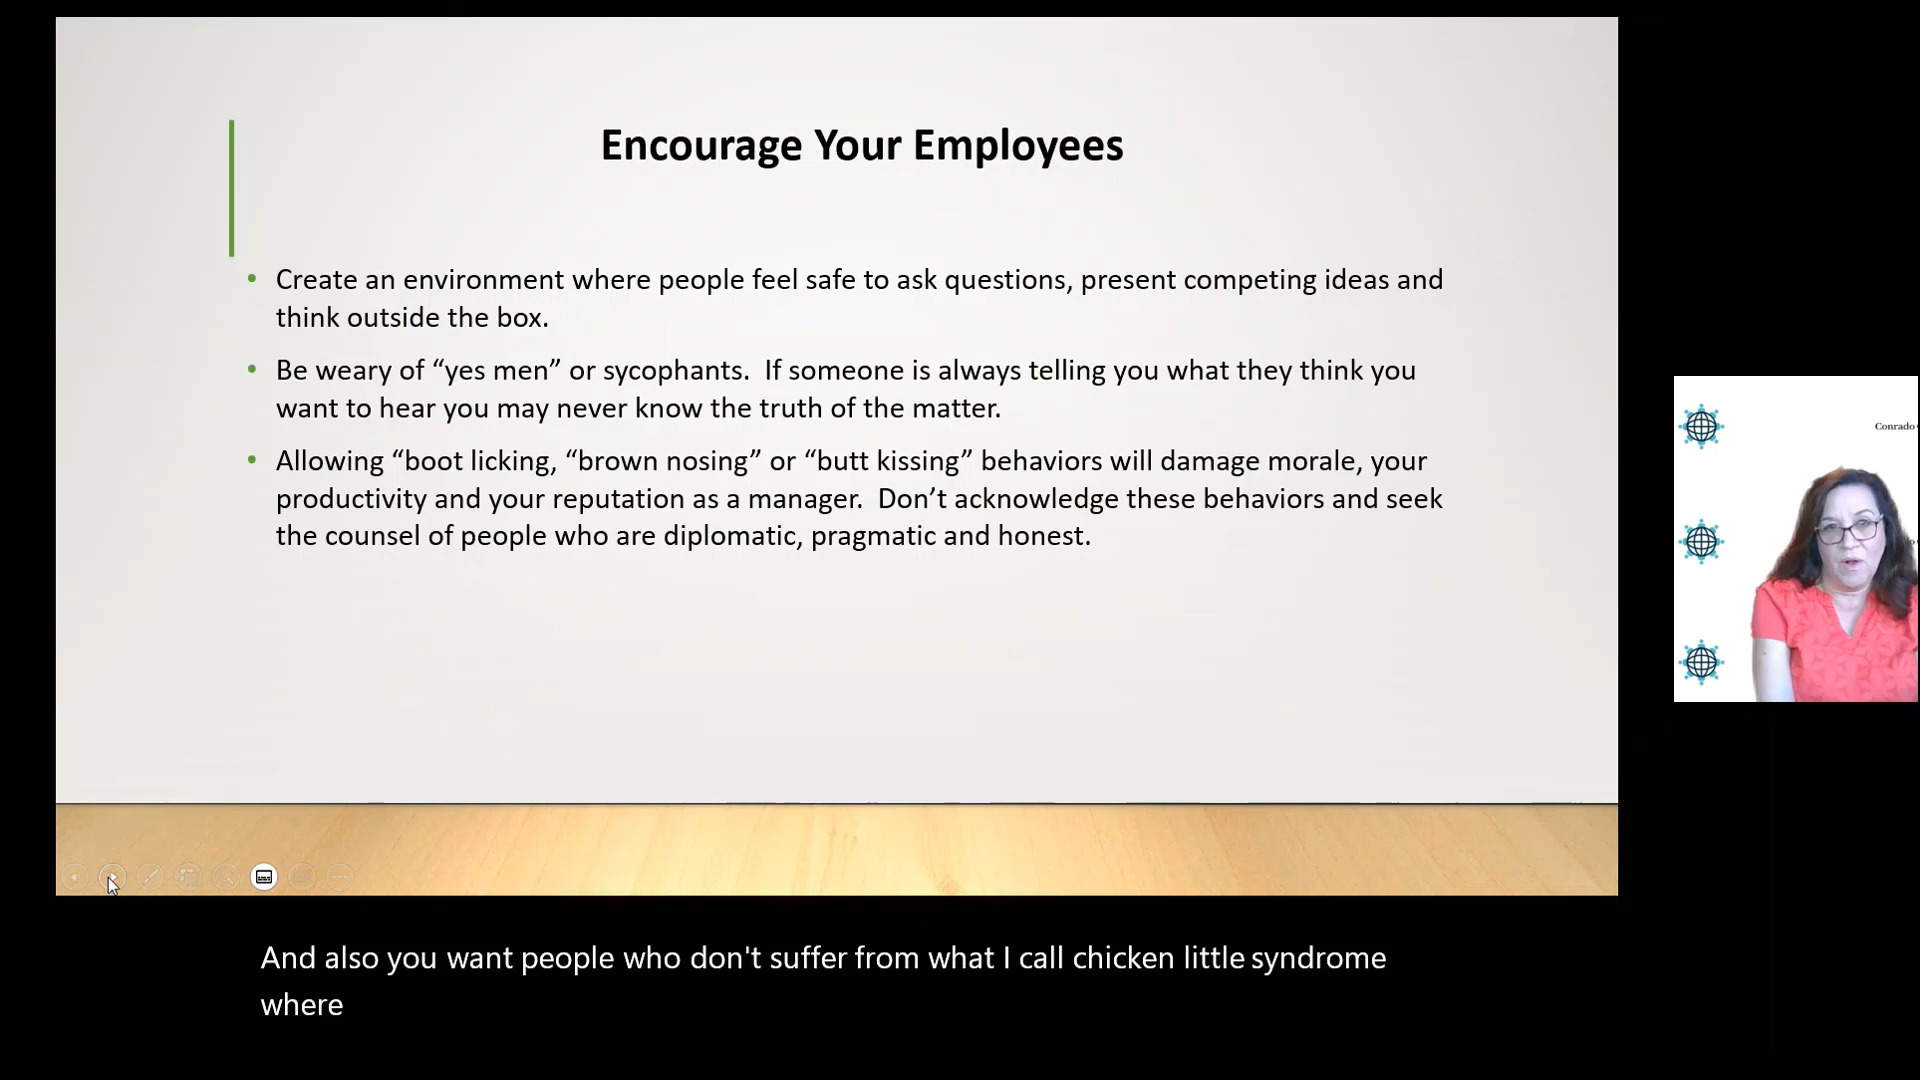 Encourage Your Employees
• Create an environment where people feel safe to ask questions, present competing ideas and
think outside the box.
• Be weary of “yes men” or sycophants.  If someone is always telling you what they think you
want to hear you may never know the truth of the matter.
• Allowing “boot licking, “brown nosing” or “butt kissing” behaviors will damage morale, your
productivity and your reputation as a manager.  Don’t acknowledge these behaviors and seek
the counsel of people who are diplomatic, pragmatic and honest.
Conrado
And also you want people who don't suffer from what I call chicken little syndrome
where